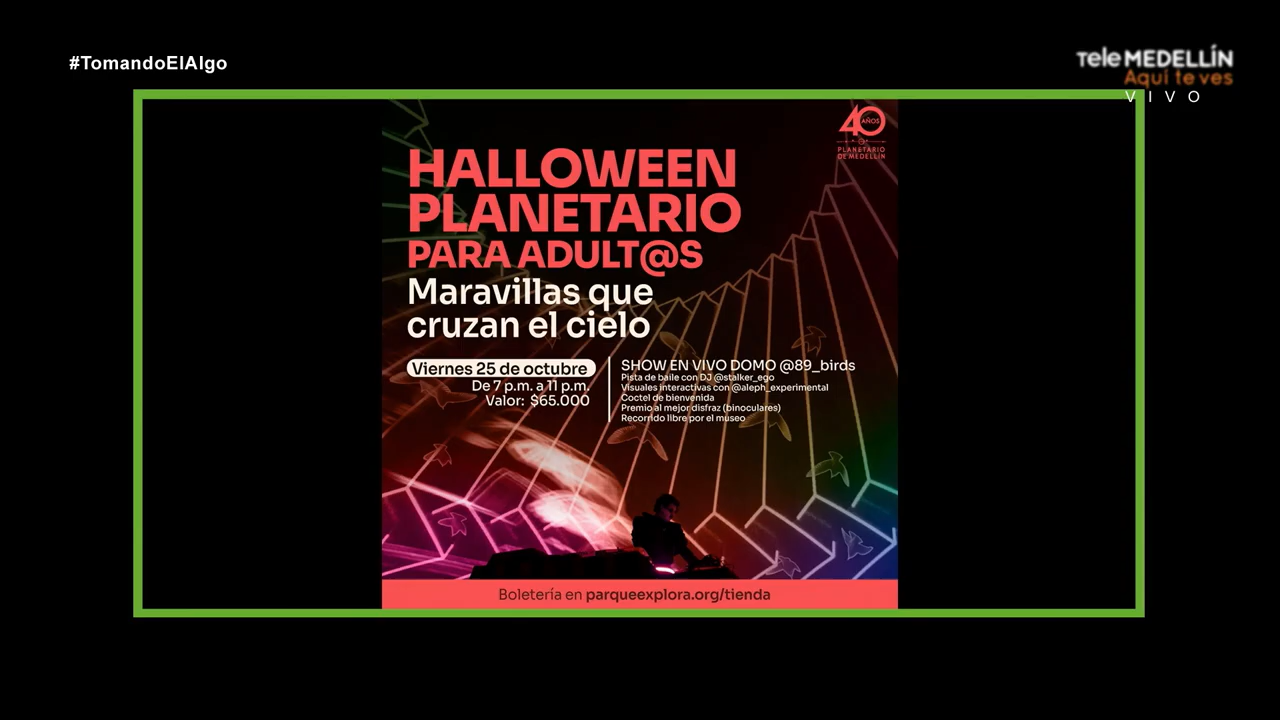 #TomandoElAlgo
Tele MEDELLÍN
Aquí te ves
VIVO
40 AÑOS
PLANETARIO
DE MEDELLÍN
HALLOWEEN
PLANETARIO
PARA ADULT@S
Maravillas que
cruzan el cielo
Viernes 25 de octubre
De 7 p.m. a 11 p.m.
Valor: $65.000
SHOW EN VIVO DOMO @89_birds
Pista de baile con DJ @stalker_ego
Visuales interactivas con @aleph_experimental
Coctel de bienvenida
Premio al mejor disfraz (binoculares)
Recorrido libre por el museo
Boletería en parqueexplora.org/tienda